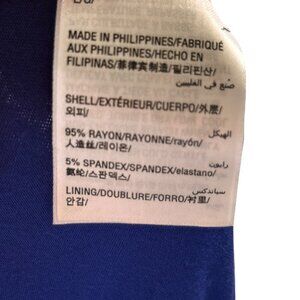 MADE IN PHILIPPINES/FABRIQUÉ
AUX PHILIPPINES/HECHO EN
FILIPINAS/菲律宾制造/필리핀산/
صنع في الفلبين
SHELL/EXTÉRIEUR/CUERPO/外层/
외피/
الهيكل
95% RAYON/RAYONNE/rayón/
人造丝/레이온/
رايون
5% SPANDEX/SPANDEX/elastano/
氨纶/스판덱스/
سباندكس
LINING/DOUBLURE/FORRO/衬里/
안감/